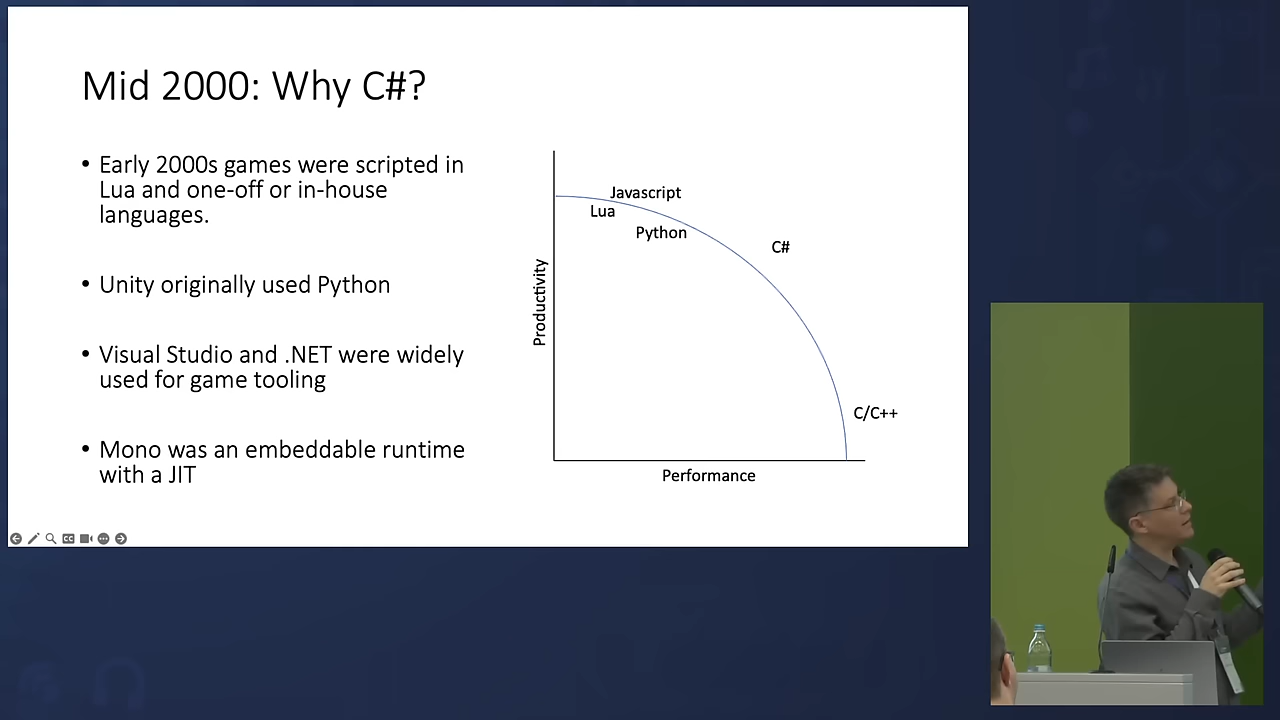 Mid 2000: Why C#?
• Early 2000s games were scripted in
Lua and one-off or in-house
languages.
• Unity originally used Python
• Visual Studio and .NET were widely
used for game tooling
• Mono was an embeddable runtime
with a JIT
Productivity
Javascript
Lua
Python
C#
C/C++
Performance
CC